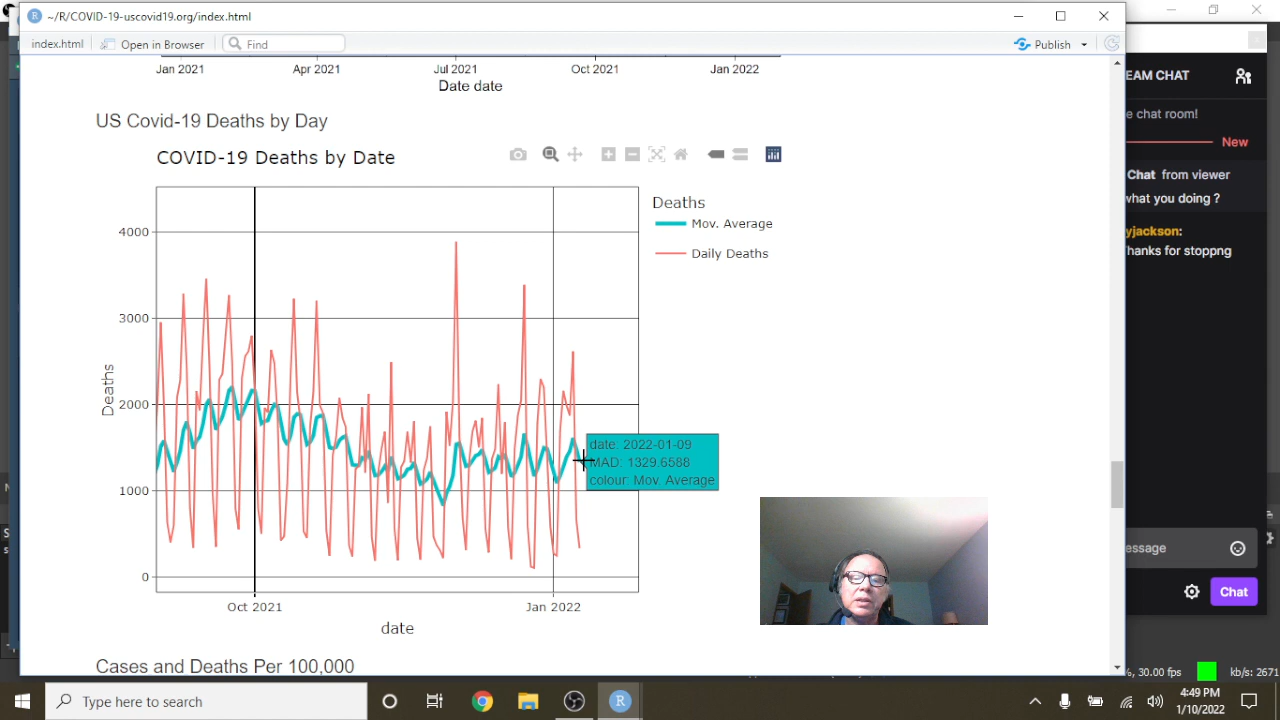 ~/R/COVID-19-uscovid19.org/index.html
index.html
Open in Browser
Find
Publish
Jan 2021
Apr 2021
Jul 2021
Oct 2021
Jan 2022
Date date
US Covid-19 Deaths by Day
COVID-19 Deaths by Date
Deaths
Mov. Average
Daily Deaths
4000
3000
2000
1000
0
Deaths
date: 2022-01-09
MAD: 1329.6588
colour: Mov. Average
Oct 2021
Jan 2022
date
Cases and Deaths Per 100,000
EAM CHAT
e chat room!
New
Chat from viewer
what you doing ?
yjackson:
Thanks for stoppng
essage
Chat
%, 30.00 fps
kb/s: 2671
Type here to search
4:49 PM
1/10/2022